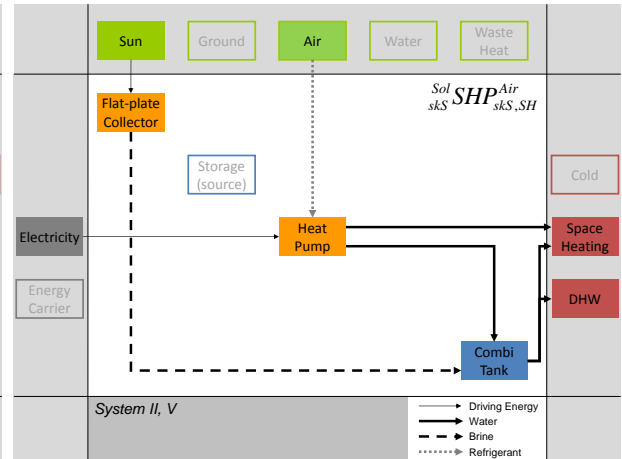 Sun
Ground
Air
Water
Waste
Heat
Sol
skS SHP Air
skS,SH
Flat-plate
Collector
Storage
(source)
Cold
Electricity
Heat
Pump
Space
Heating
Energy
Carrier
DHW
Combi
Tank
System II, V
Driving Energy
Water
Brine
Refrigerant